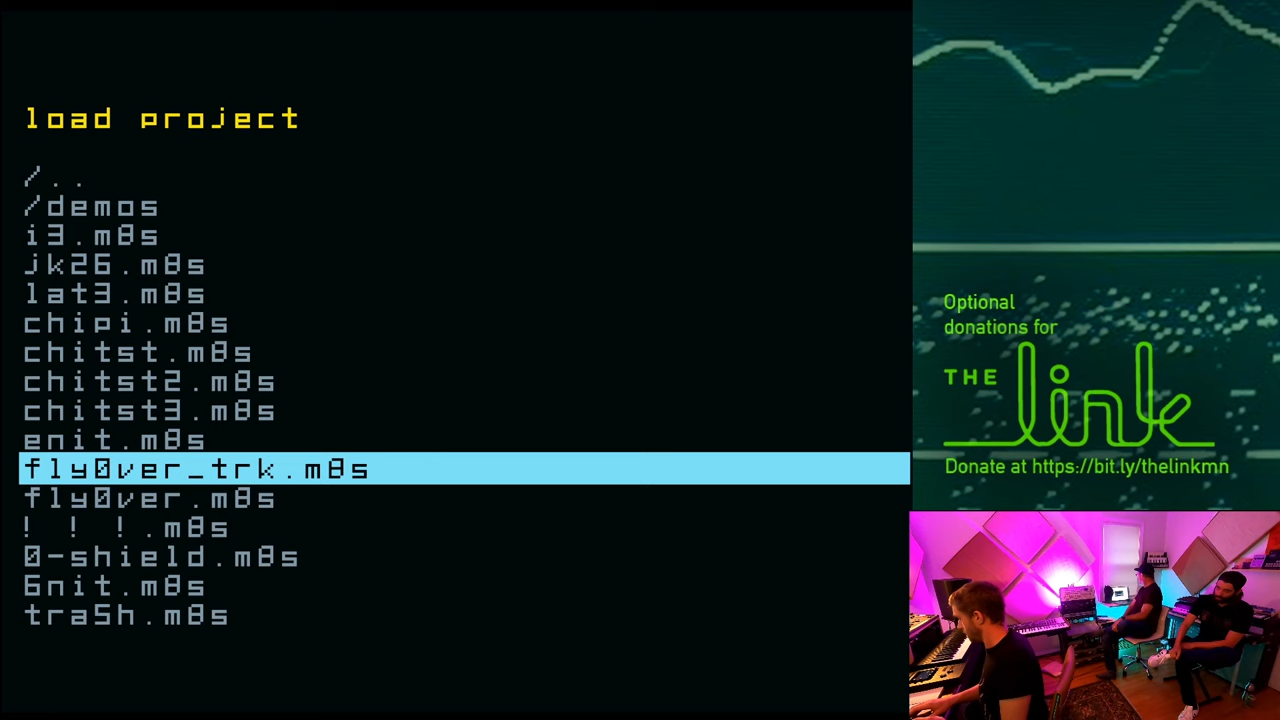 load project
/..
/demos
i3.m8s
jk26.m8s
lat3.m8s
chipi.m8s
chitst.m8s
chitst2.m8s
chitst3.m8s
enit.m8s
fly0ver_trk.m8s
fly0ver.m8s
! ! !.m8s
0-shield.m8s
6nit.m8s
tra5h.m8s
Optional
donations for
THE link
Donate at https://bit.ly/thelinkmn